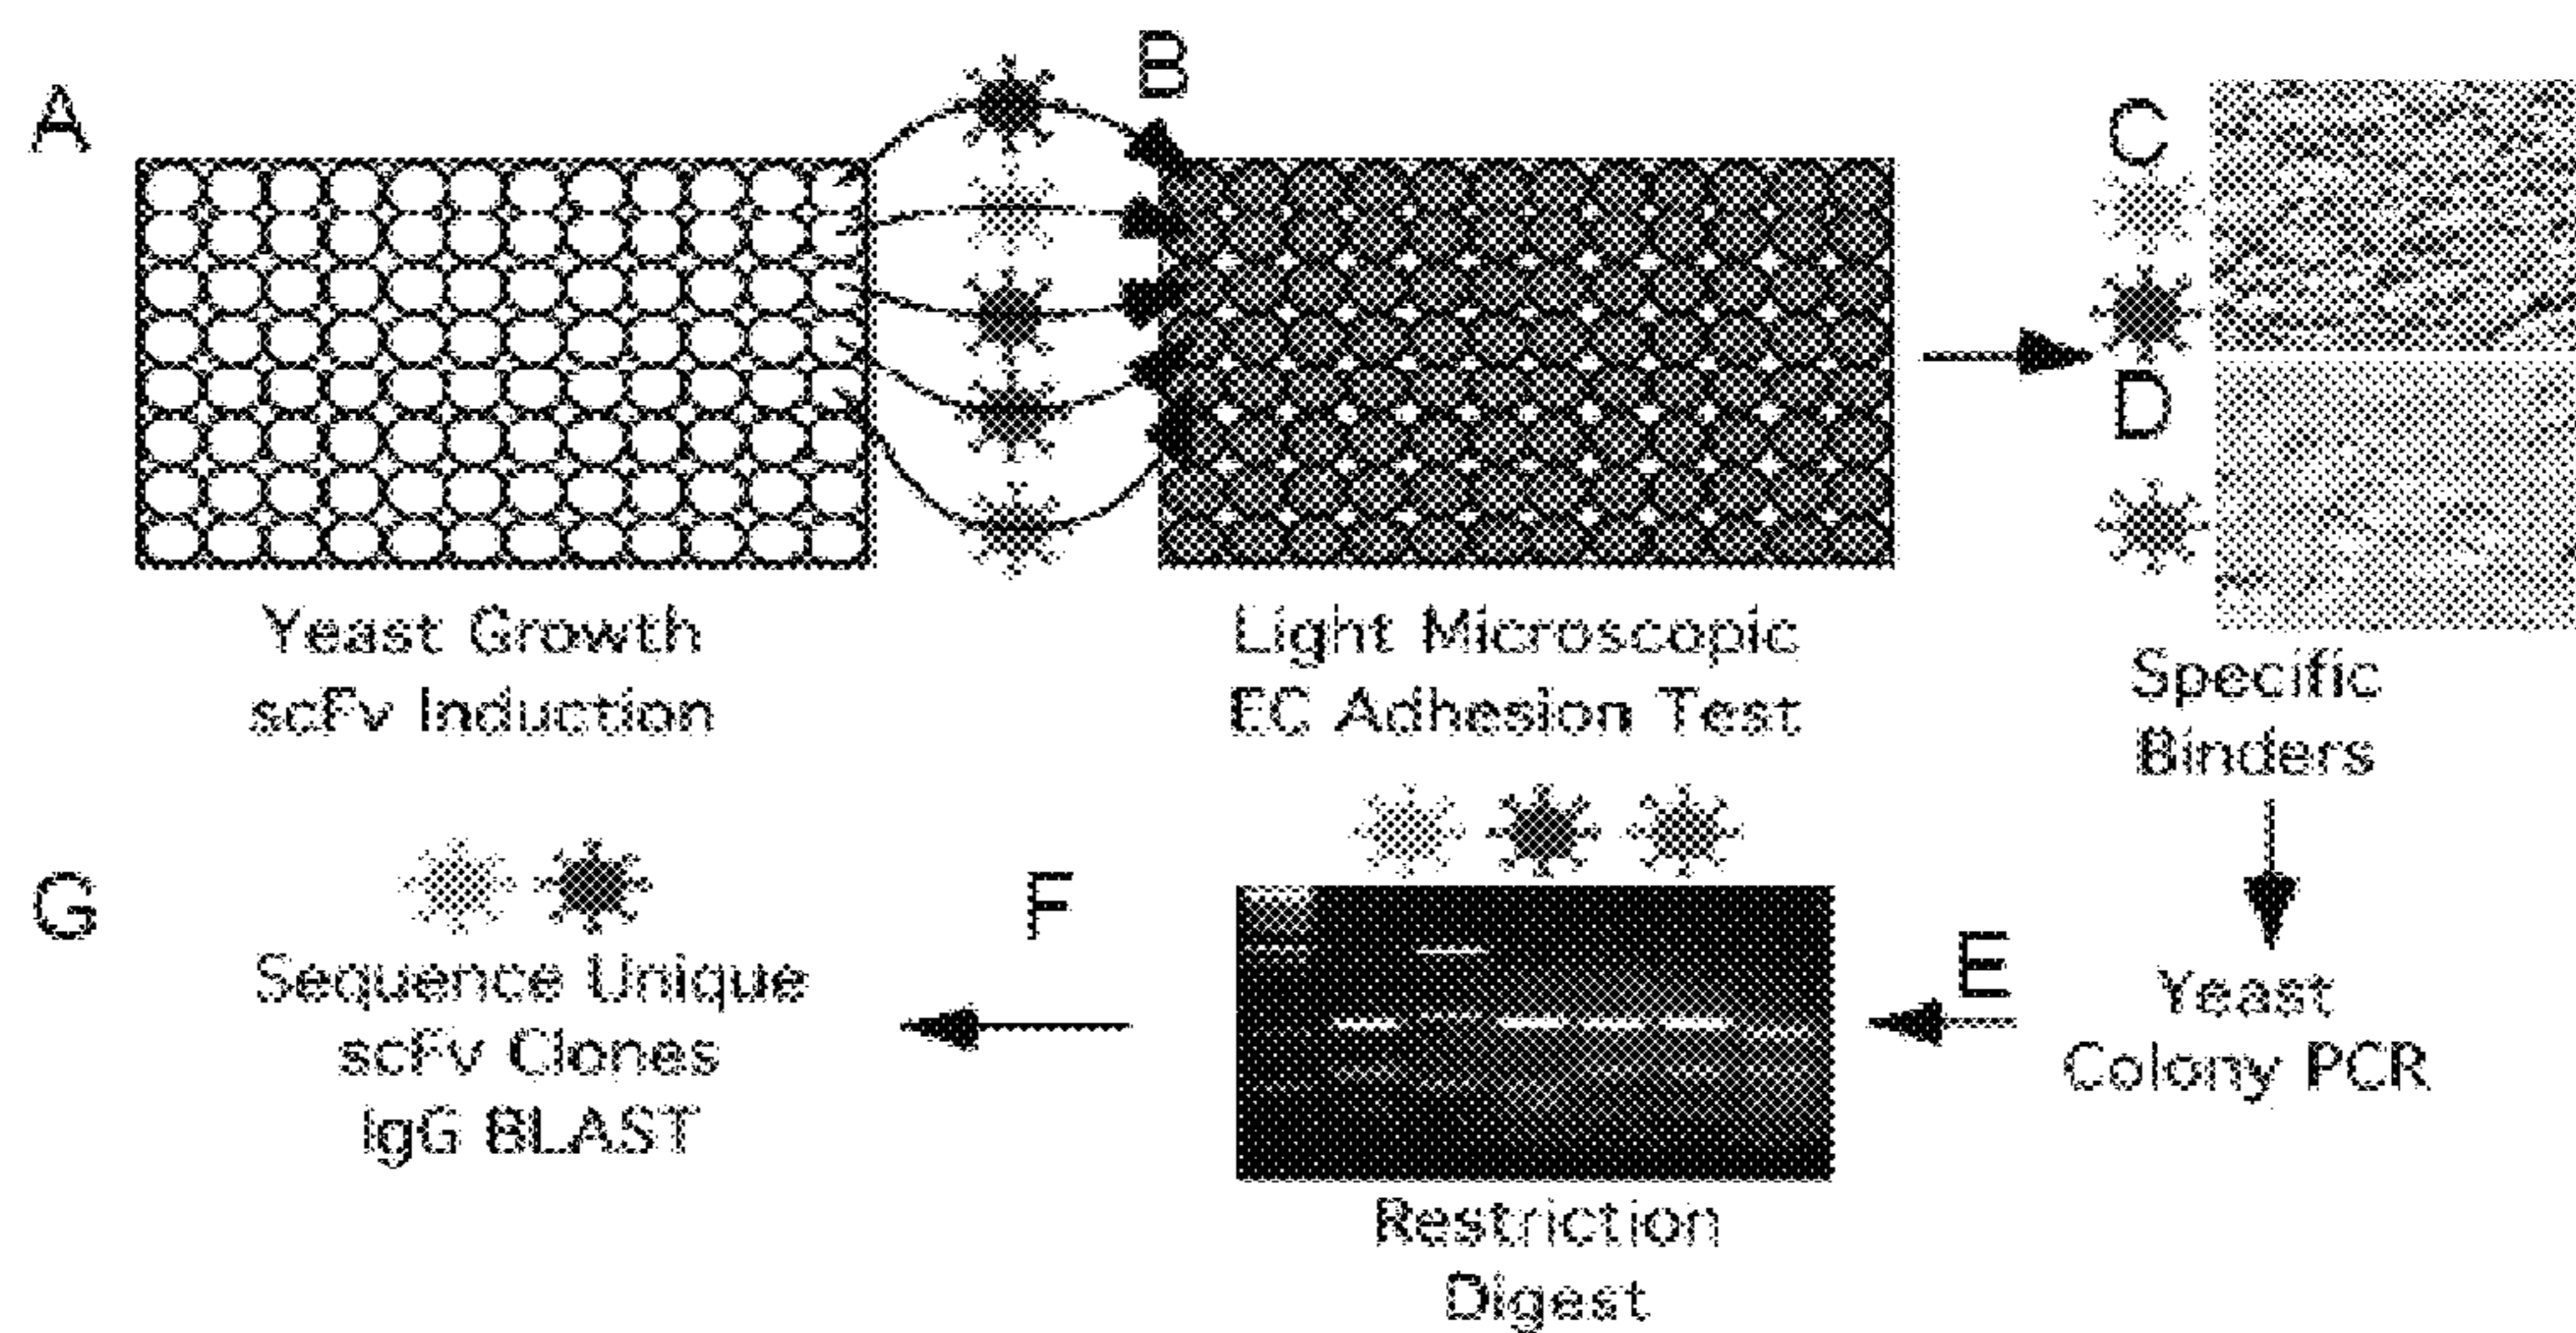 A
B
C
D
Yeast Growth
scFv Induction
Light Microscopic
EC Adhesion Test
Specific
Binders
Yeast
Colony PCR
E
Restriction
Digest
F
G
Sequence Unique
scFv Clones
IgG BLAST